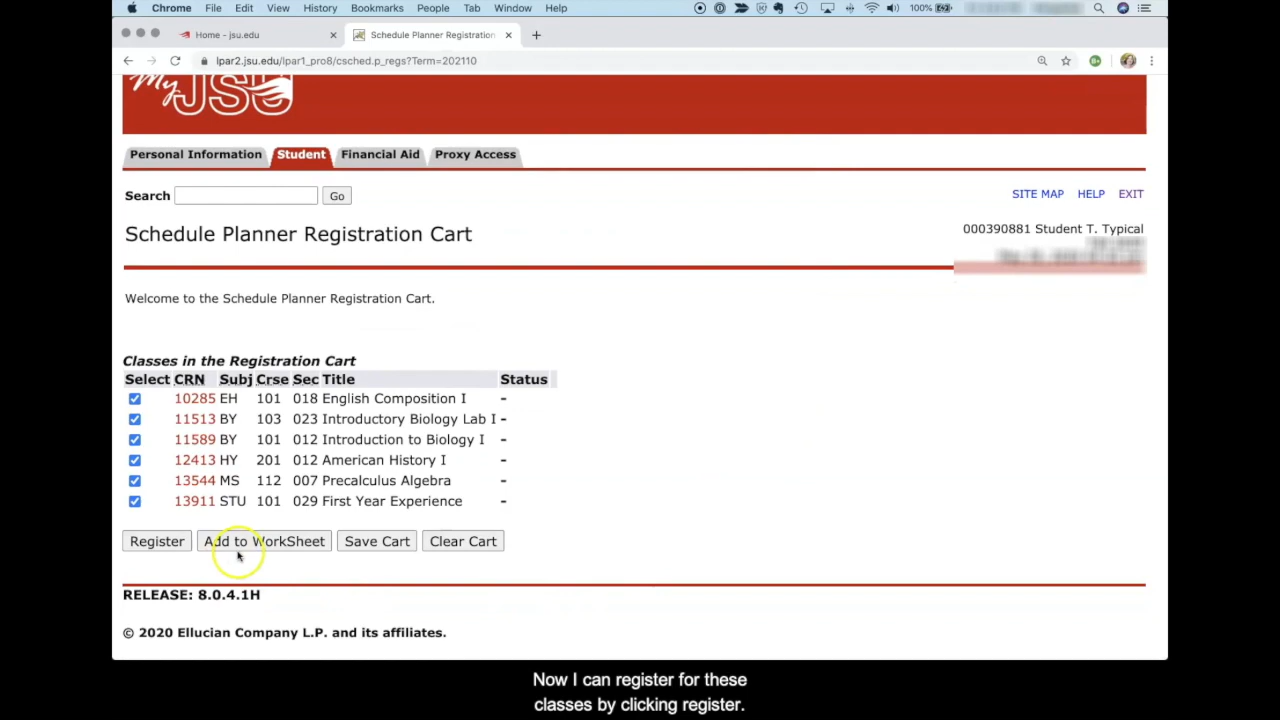 Chrome File Edit View History Bookmarks People Tab Window Help 100%
Home - jsu.edu Schedule Planner Registration
lpar2.jsu.edu/lpar1_pro8/csched.p_regs?Term=202110
My JSU
Personal Information Student Financial Aid Proxy Access
Search Go SITE MAP HELP EXIT
Schedule Planner Registration Cart 000390881 Student T. Typical
Welcome to the Schedule Planner Registration Cart.
Classes in the Registration Cart
Select CRN Subj Crse Sec Title Status
10285 EH 101 018 English Composition I -
11513 BY 103 023 Introductory Biology Lab I -
11589 BY 101 012 Introduction to Biology I -
12413 HY 201 012 American History I -
13544 MS 112 007 Precalculus Algebra -
13911 STU 101 029 First Year Experience -
Register Add to WorkSheet Save Cart Clear Cart
RELEASE: 8.0.4.1H
© 2020 Ellucian Company L.P. and its affiliates.
Now I can register for these
classes by clicking register.